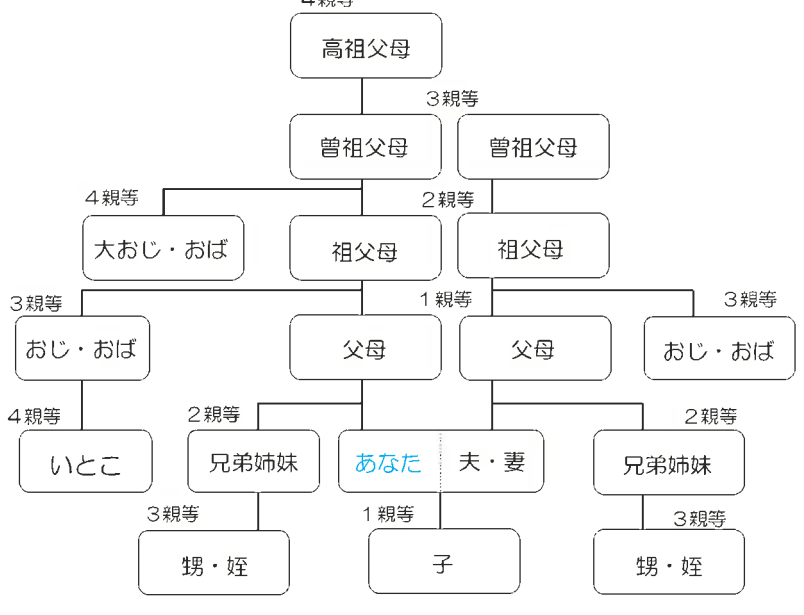 4親等
高祖父母
3親等
曽祖父母 曽祖父母
4親等 2親等
大おじ・おば 祖父母 祖父母
3親等 1親等 3親等
おじ・おば 父母 父母 おじ・おば
4親等 2親等 2親等
いとこ 兄弟姉妹 あなた 夫・妻 兄弟姉妹
3親等 1親等 3親等
甥・姪 子 甥・姪